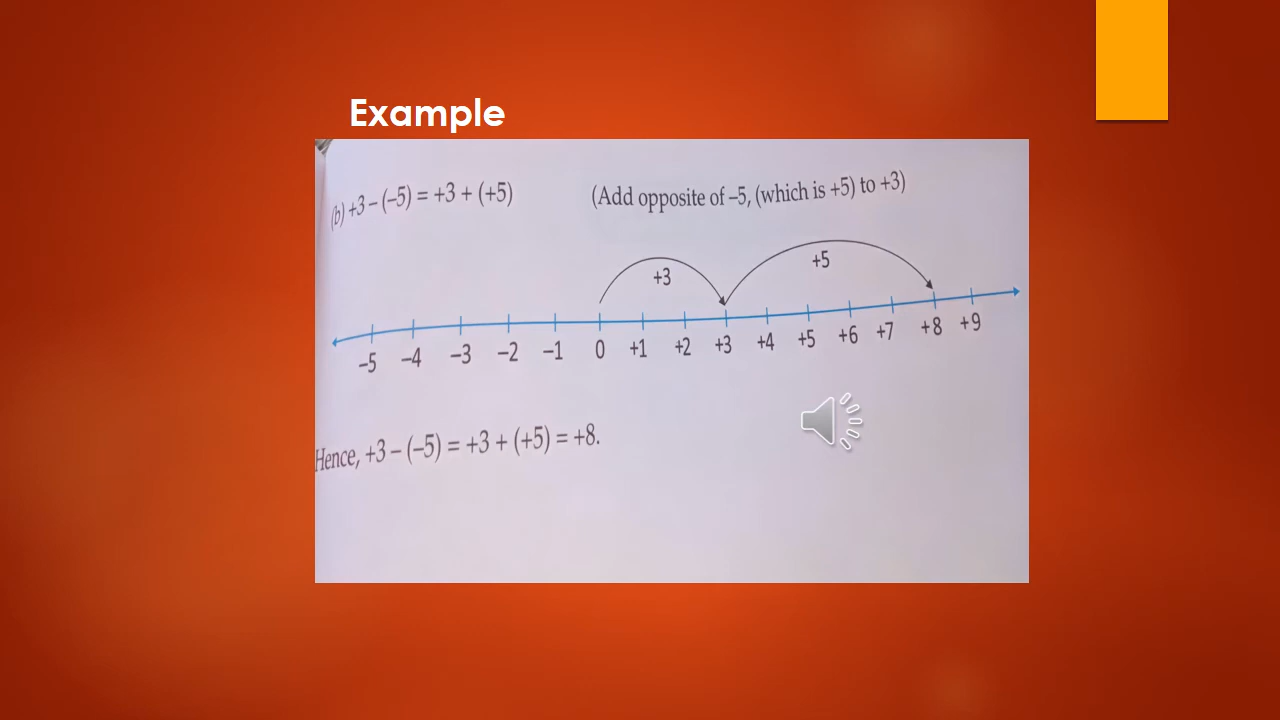 Example
(b) +3 – (–5) = +3 + (+5) (Add opposite of –5, (which is +5) to +3)
+3 +5
–5 –4 –3 –2 –1 0 +1 +2 +3 +4 +5 +6 +7 +8 +9
Hence, +3 – (–5) = +3 + (+5) = +8.